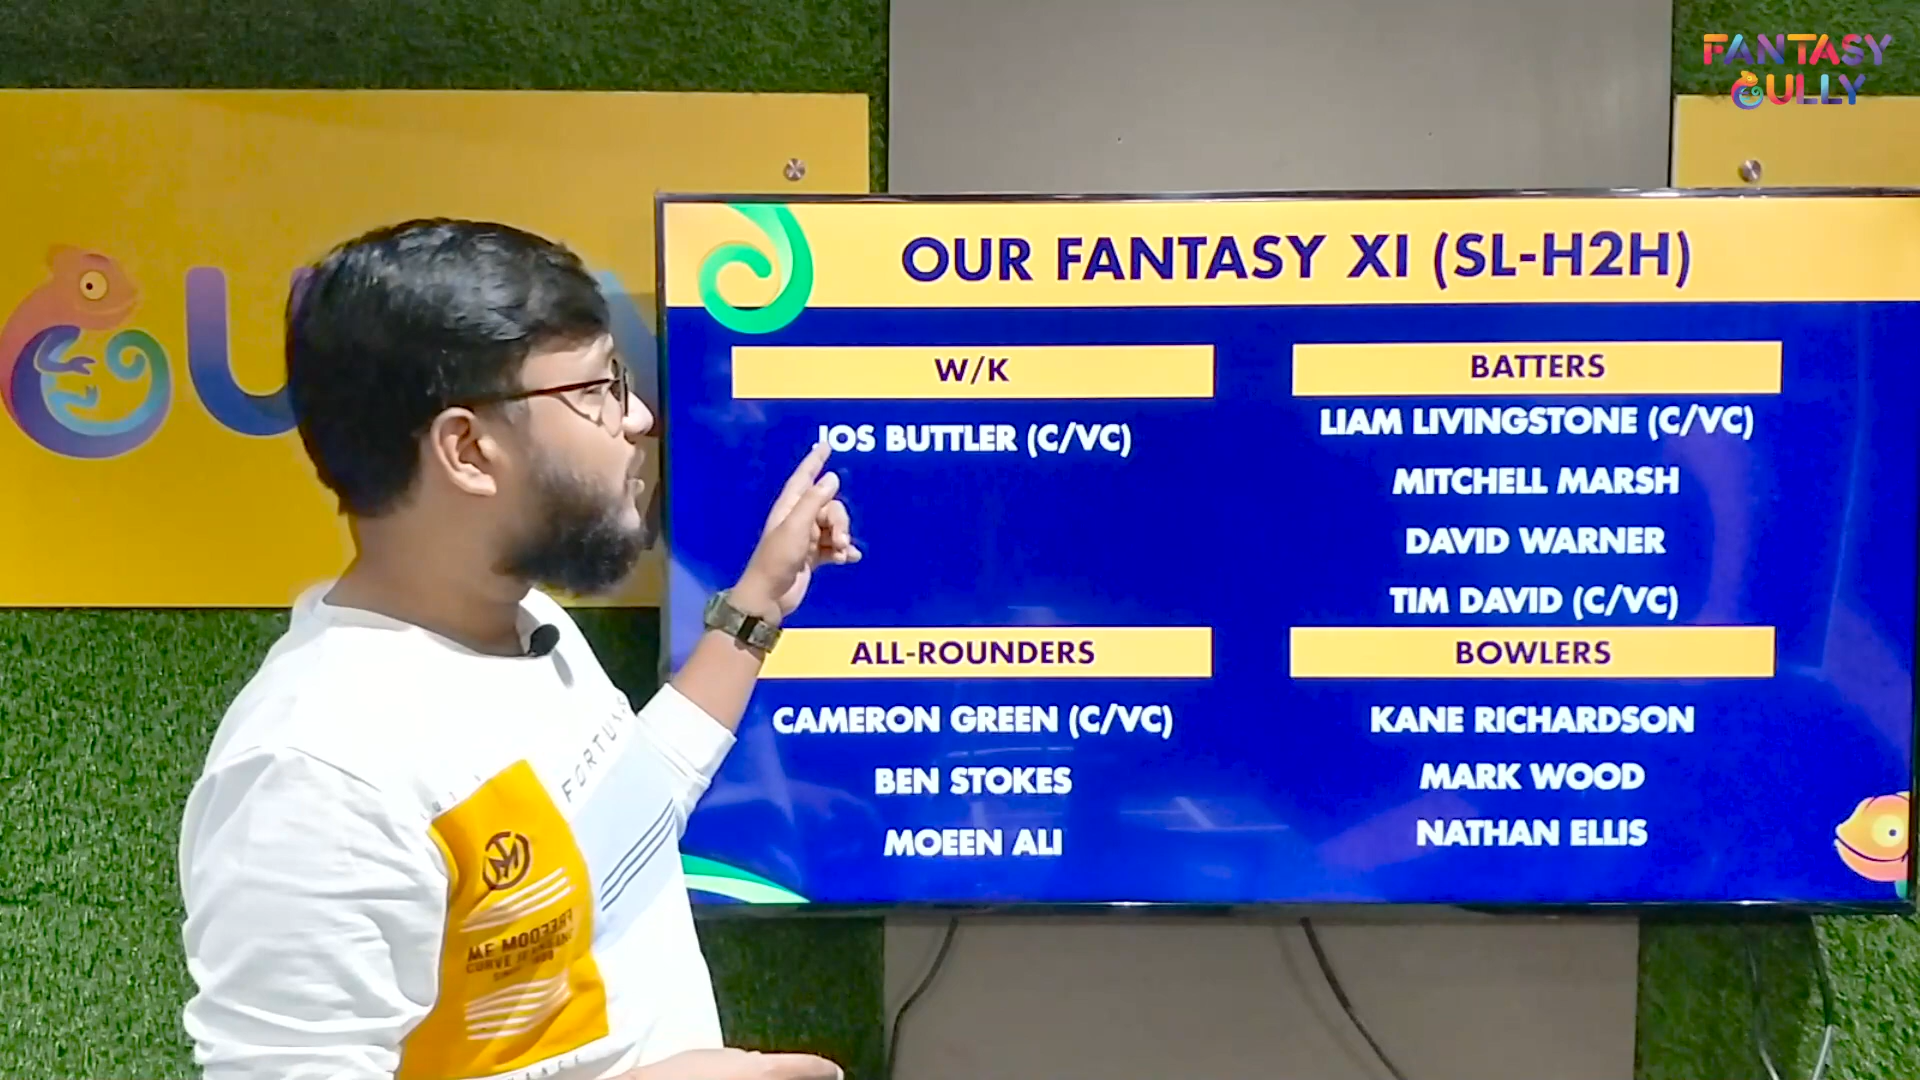 FANTASY
GULLY
OUR FANTASY XI (SL-H2H)
W/K
JOS BUTTLER (C/VC)
BATTERS
LIAM LIVINGSTONE (C/VC)
MITCHELL MARSH
DAVID WARNER
TIM DAVID (C/VC)
ALL-ROUNDERS
CAMERON GREEN (C/VC)
BEN STOKES
MOEEN ALI
BOWLERS
KANE RICHARDSON
MARK WOOD
NATHAN ELLIS
GU